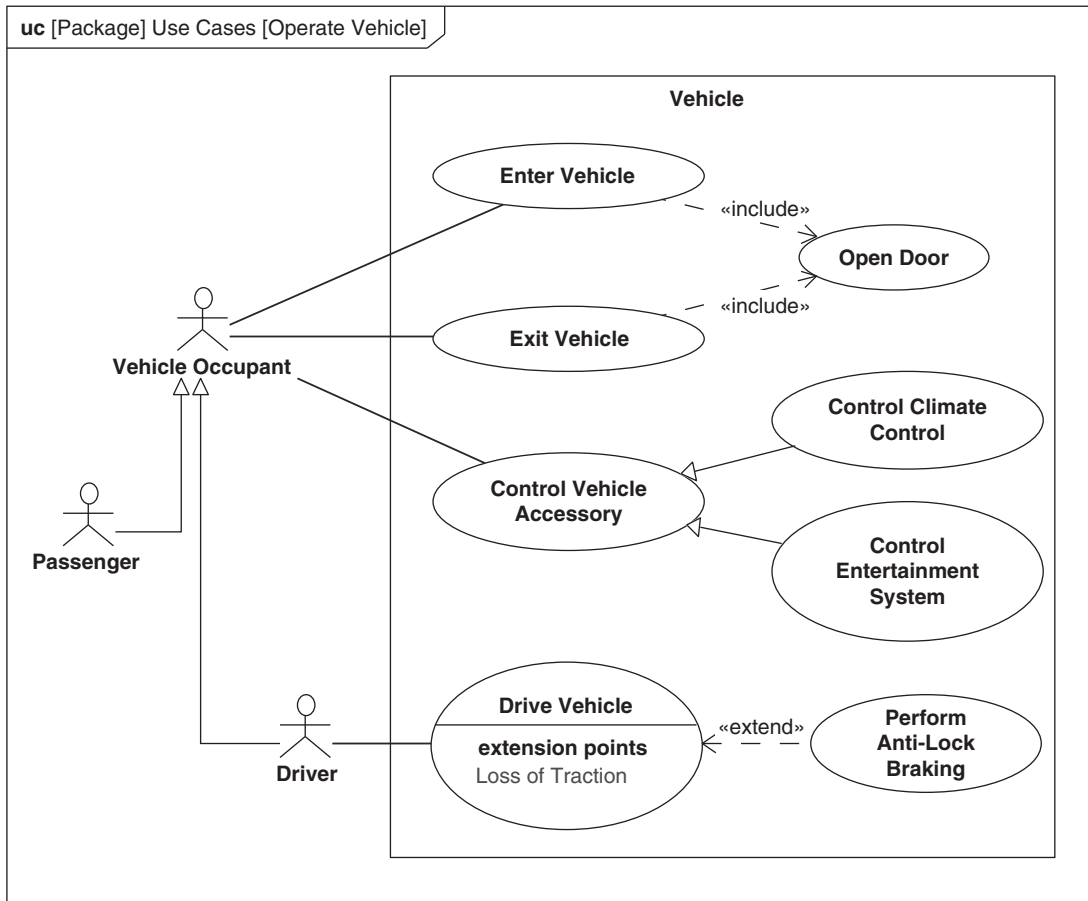 uc [Package] Use Cases [Operate Vehicle]
Vehicle
Enter Vehicle
«include»
Open Door
«include»
Exit Vehicle
Vehicle Occupant
Control Climate
Control
Control Vehicle
Accessory
Control
Entertainment
System
Passenger
Drive Vehicle
extension points
Loss of Traction
«extend»
Perform
Anti-Lock
Braking
Driver